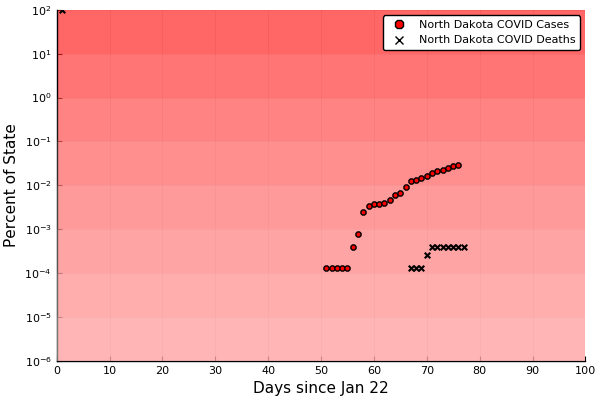 10²
North Dakota COVID Cases
North Dakota COVID Deaths
10¹
10⁰
10⁻¹
10⁻²
10⁻³
10⁻⁴
10⁻⁵
10⁻⁶
Percent of State
0 10 20 30 40 50 60 70 80 90 100
Days since Jan 22